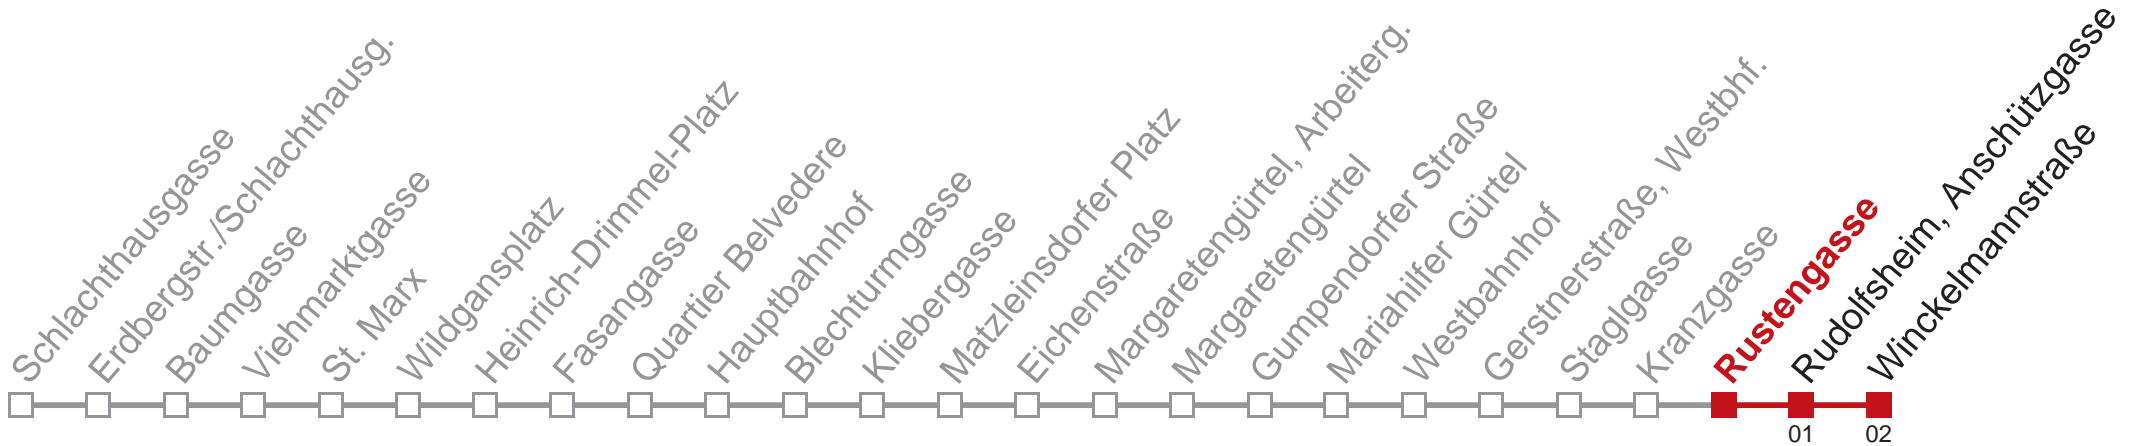 Schlachthausgasse
Erdbergstr./Schlachthausg.
Baumgasse
Viehmarktgasse
St. Marx
Wildgansplatz
Heinrich-Drimmel-Platz
Fasangasse
Quartier Belvedere
Hauptbahnhof
Blechturmgasse
Kliebergasse
Matzleinsdorfer Platz
Eichenstraße
Margaretengürtel, Arbeiterg.
Margaretengürtel
Gumpendorfer Straße
Mariahilfer Gürtel
Westbahnhof
Gerstnerstraße, Westbhf.
Staglgasse
Kranzgasse
Rustengasse
Rudolfsheim, Anschützgasse
Winckelmannstraße
01
02